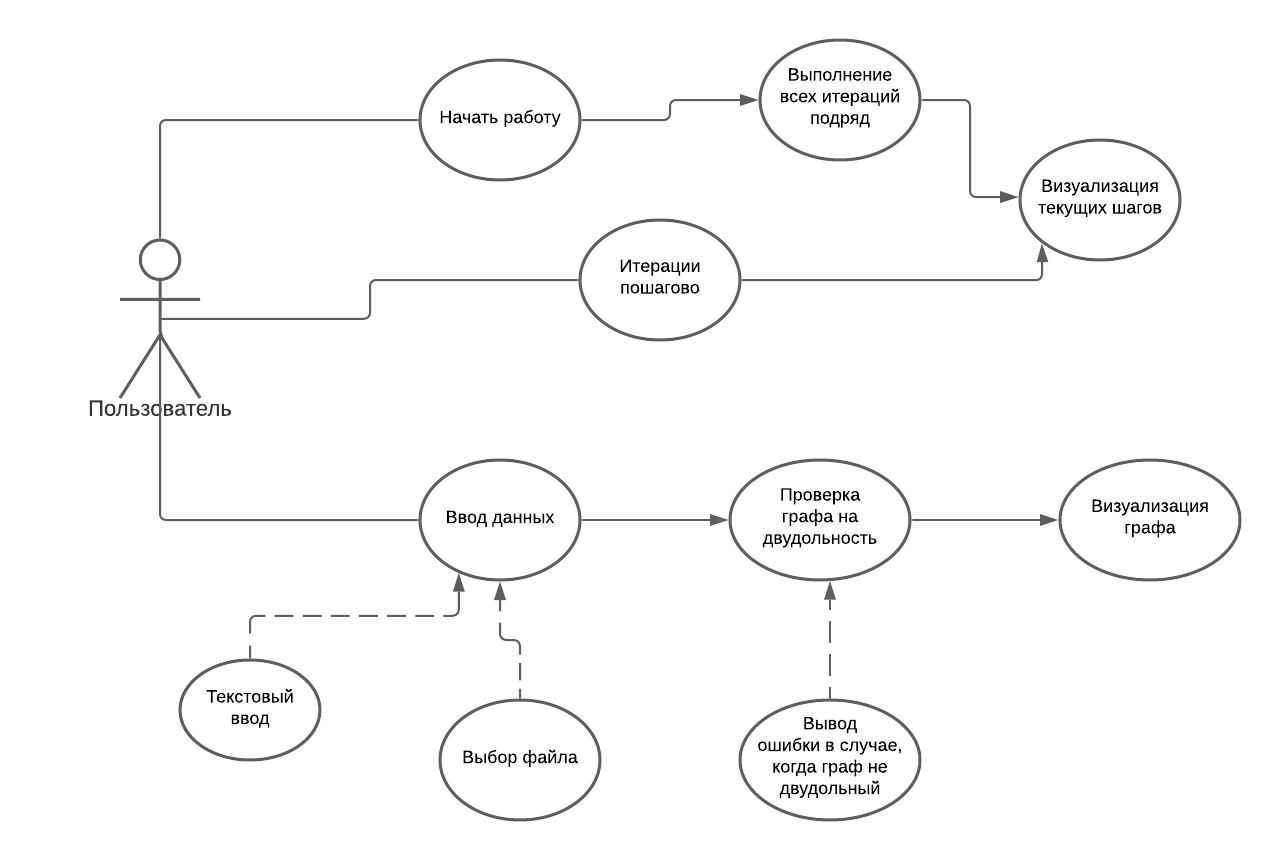 Выполнение
всех итераций
подряд
Начать работу
Визуализация
текущих шагов
Итерации
пошагово
Пользователь
Ввод данных
Проверка
графа на
двудольность
Визуализация
графа
Текстовый
ввод
Выбор файла
Вывод
ошибки в случае,
когда граф не
двудольный